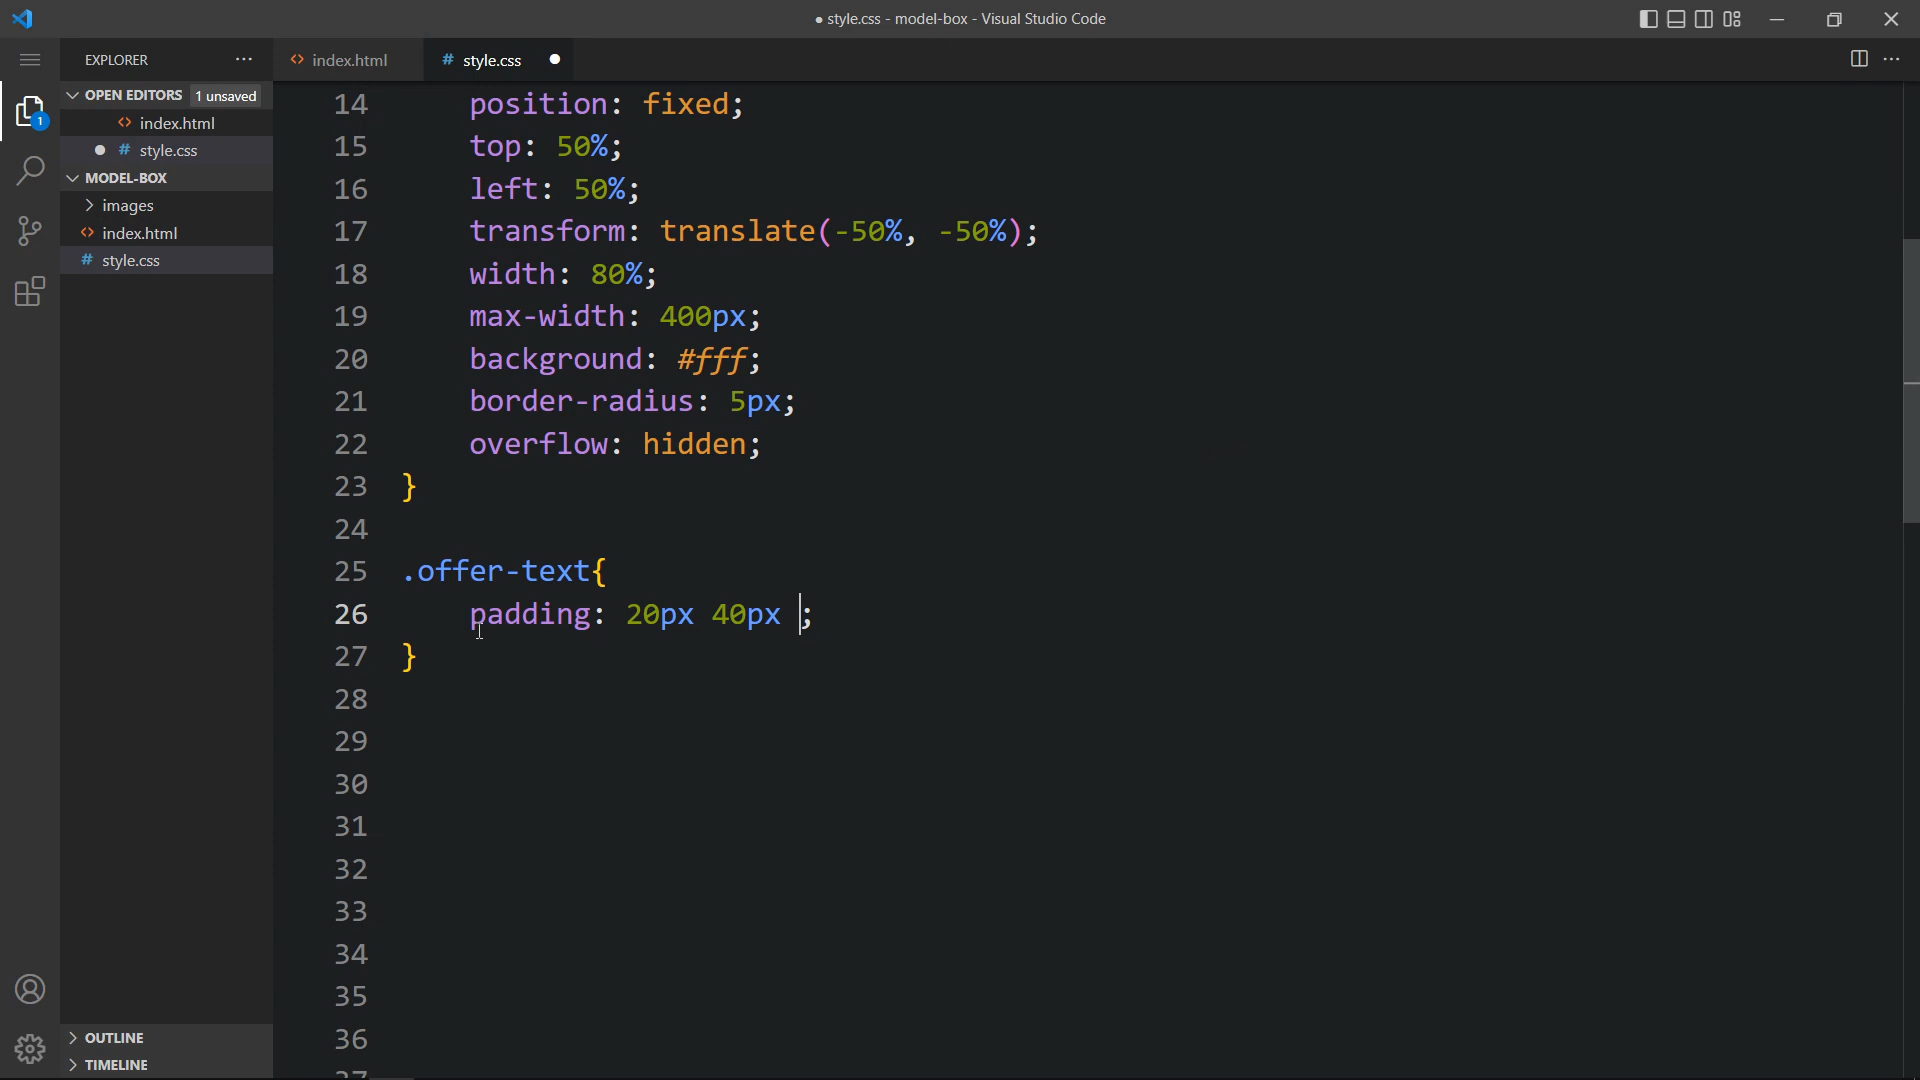 ● style.css - model-box - Visual Studio Code
EXPLORER
index.html
# style.css
OPEN EDITORS 1 unsaved
index.html
# style.css
MODEL-BOX
images
index.html
# style.css
1
14 position: fixed;
15 top: 50%;
16 left: 50%;
17 transform: translate(-50%, -50%);
18 width: 80%;
19 max-width: 400px;
20 background: #fff;
21 border-radius: 5px;
22 overflow: hidden;
23 }
24
25 .offer-text{
26 padding: 20px 40px ;
27 }
28
29
30
31
32
33
34
35
36
37
OUTLINE
TIMELINE